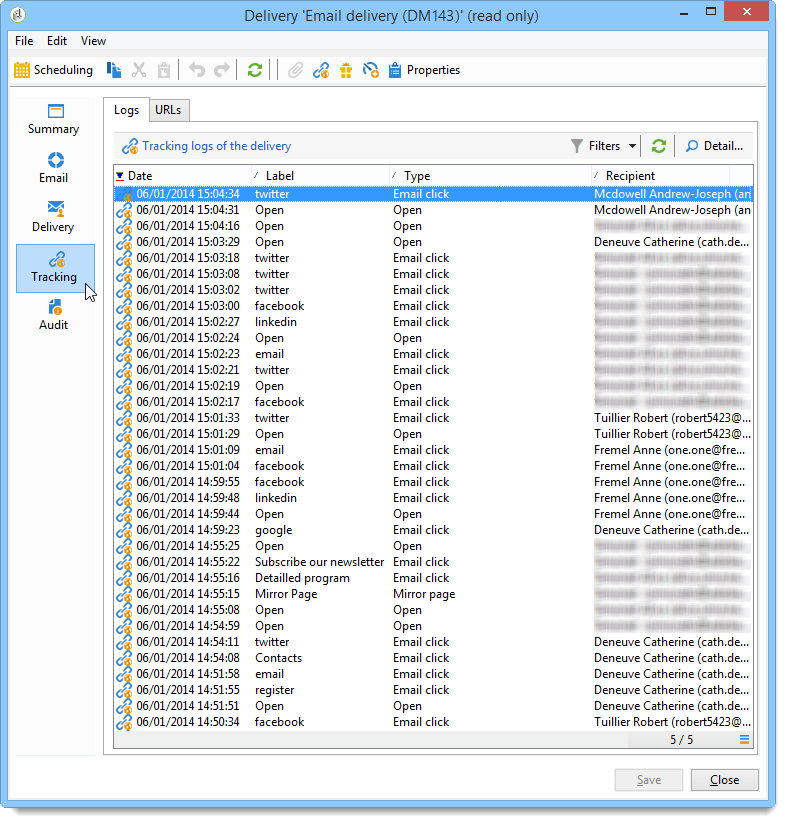 Delivery 'Email delivery (DM143)' (read only)
File Edit View
Scheduling Properties
Summary
Email
Delivery
Tracking
Audit
Logs URLs
Tracking logs of the delivery Filters Detail...
Date Label Type Recipient
06/01/2014 15:04:34 twitter Email click Mcdowell Andrew-Joseph (an
06/01/2014 15:04:31 Open Open Mcdowell Andrew-Joseph (an
06/01/2014 15:04:16 Open Open
06/01/2014 15:03:29 Open Open Deneuve Catherine (cath.de...
06/01/2014 15:03:18 twitter Email click
06/01/2014 15:03:08 twitter Email click
06/01/2014 15:03:02 twitter Email click
06/01/2014 15:03:00 facebook Email click
06/01/2014 15:02:27 linkedin Email click
06/01/2014 15:02:24 Open Open
06/01/2014 15:02:23 email Email click
06/01/2014 15:02:21 twitter Email click
06/01/2014 15:02:19 Open Open
06/01/2014 15:02:17 facebook Email click
06/01/2014 15:01:33 twitter Email click Tuillier Robert (robert5423@...
06/01/2014 15:01:29 Open Open Tuillier Robert (robert5423@...
06/01/2014 15:01:09 email Email click Fremel Anne (one.one@fre...
06/01/2014 15:01:04 facebook Email click Fremel Anne (one.one@fre...
06/01/2014 14:59:55 facebook Email click Fremel Anne (one.one@fre...
06/01/2014 14:59:48 linkedin Email click Fremel Anne (one.one@fre...
06/01/2014 14:59:44 Open Open Fremel Anne (one.one@fre...
06/01/2014 14:59:23 google Email click Deneuve Catherine (cath.de...
06/01/2014 14:55:25 Open Open
06/01/2014 14:55:22 Subscribe our newsletter Email click
06/01/2014 14:55:16 Detailled program Email click
06/01/2014 14:55:15 Mirror Page Mirror page
06/01/2014 14:55:08 Open Open
06/01/2014 14:54:59 Open Open
06/01/2014 14:54:11 twitter Email click Deneuve Catherine (cath.de...
06/01/2014 14:54:08 Contacts Email click Deneuve Catherine (cath.de...
06/01/2014 14:51:58 email Email click Deneuve Catherine (cath.de...
06/01/2014 14:51:55 register Email click Deneuve Catherine (cath.de...
06/01/2014 14:51:51 Open Open Deneuve Catherine (cath.de...
06/01/2014 14:50:34 facebook Email click Tuillier Robert (robert5423@...
5 / 5
Save Close